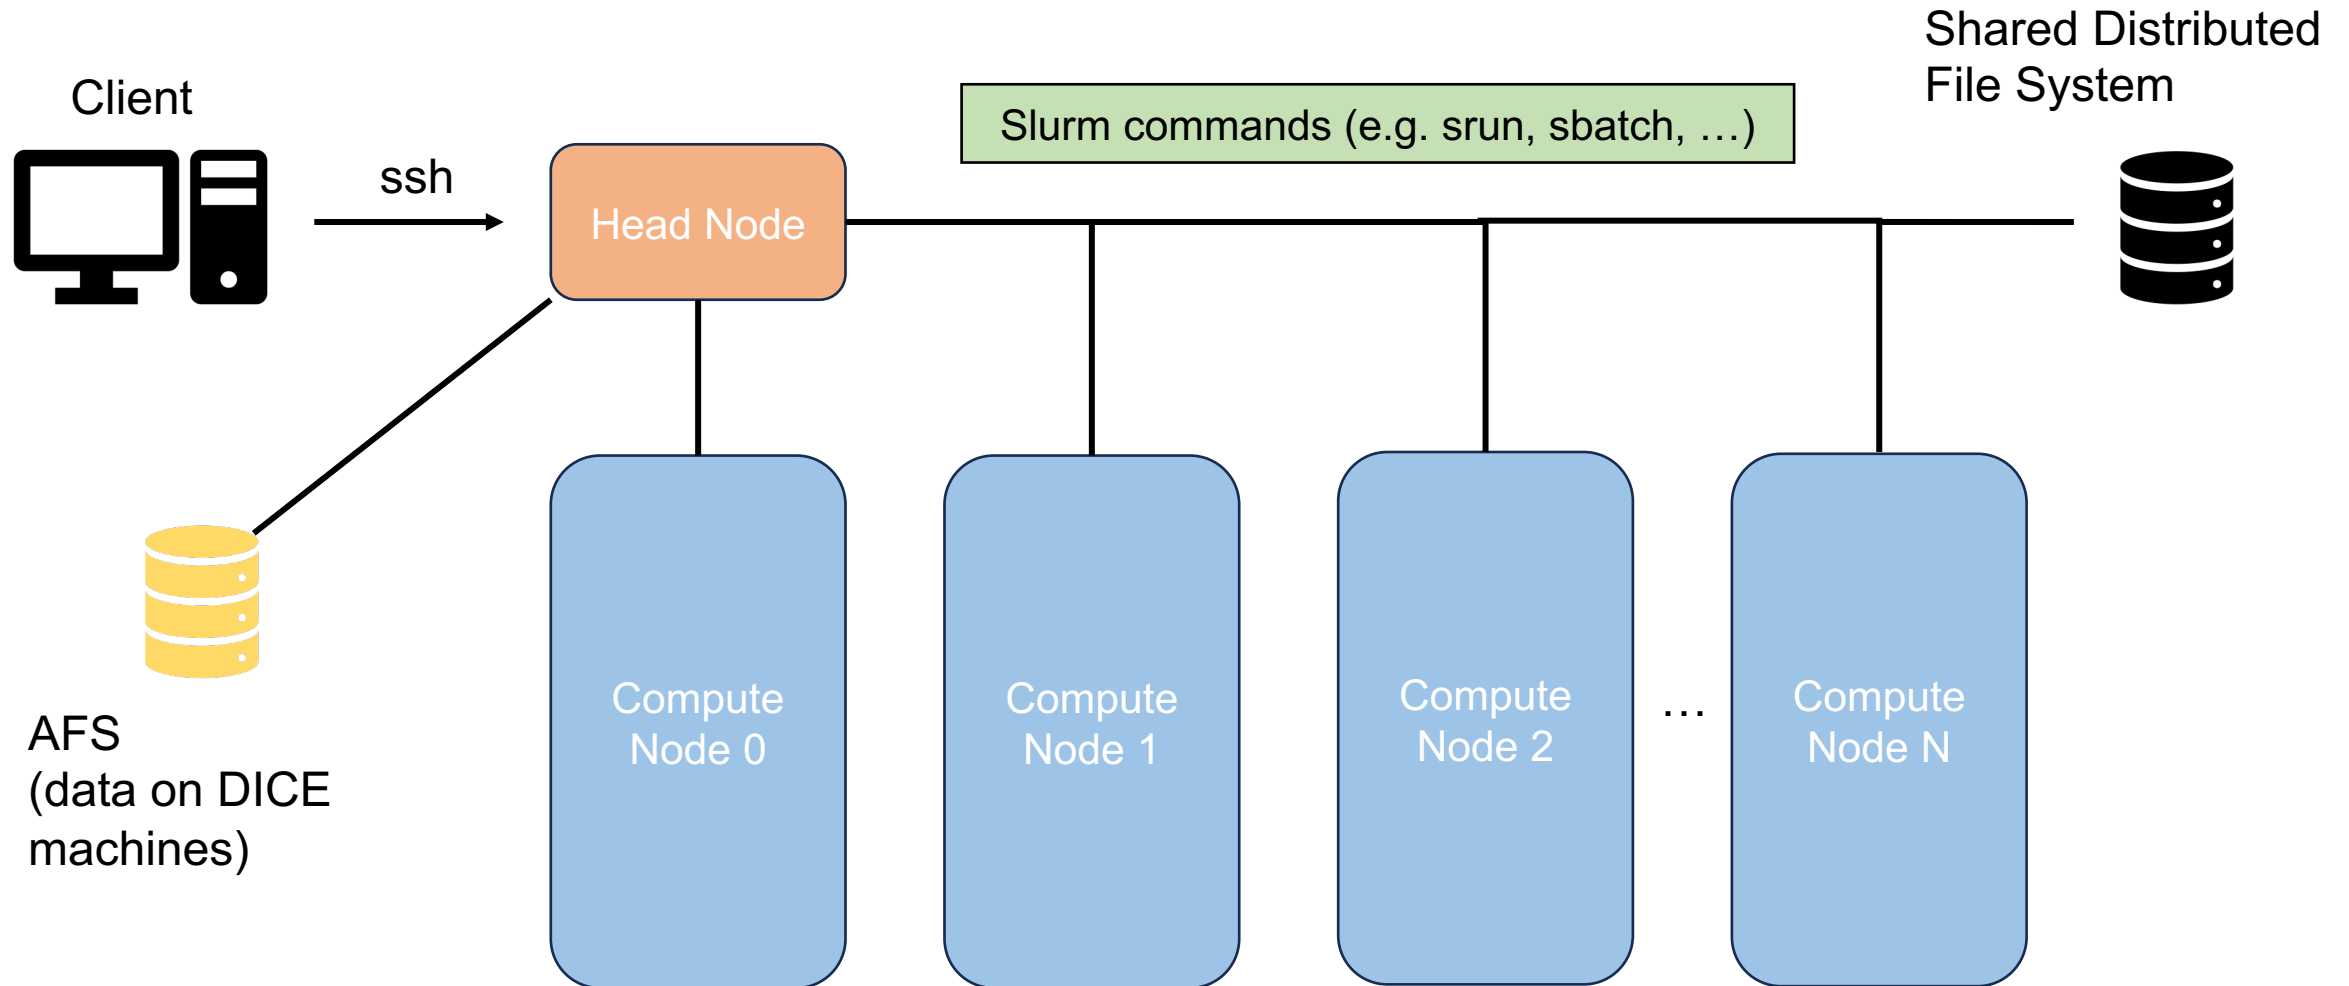 Shared Distributed
File System
Client
Slurm commands (e.g. srun, sbatch, …)
ssh
Head Node
Compute
Node 0
Compute
Node 1
Compute
Node 2
…
Compute
Node N
AFS
(data on DICE
machines)